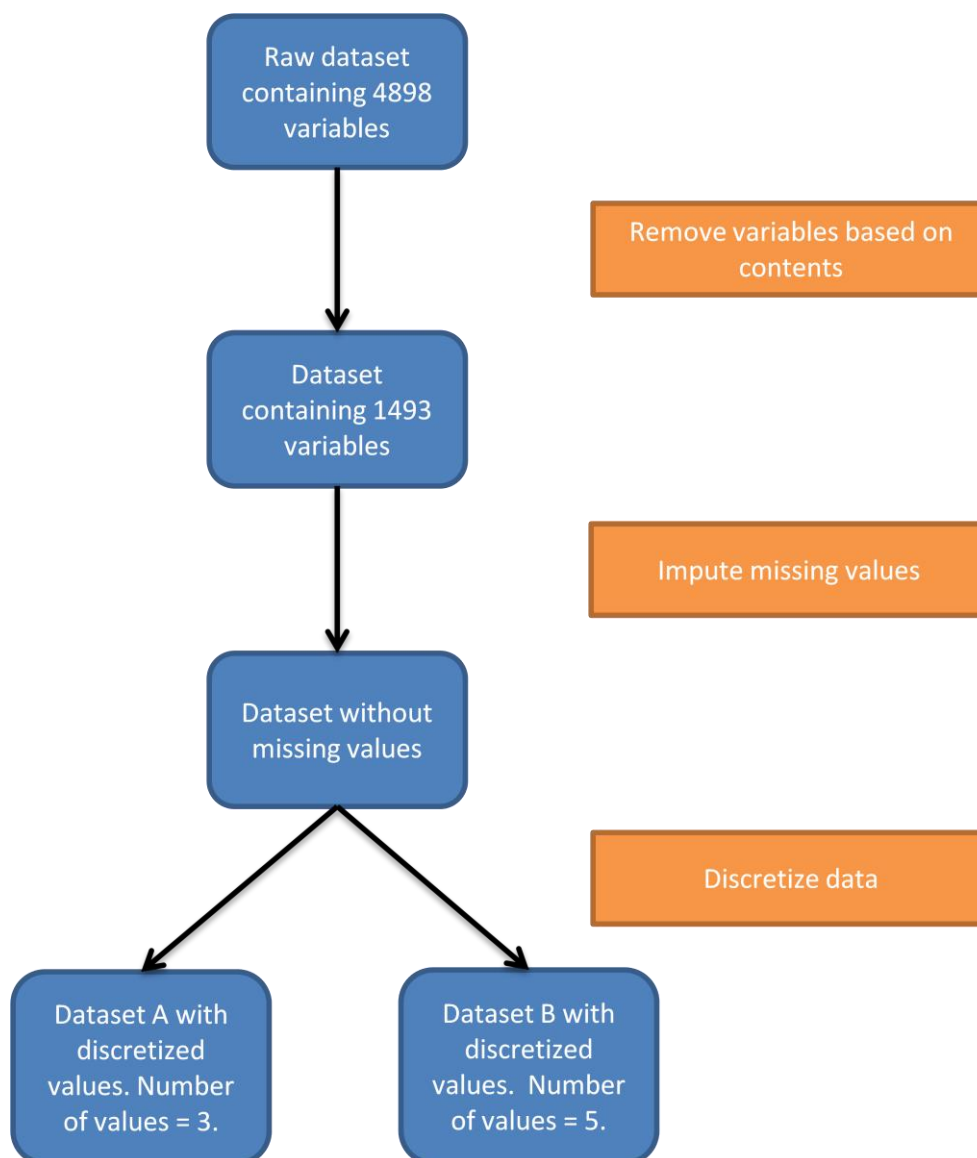 Raw dataset
containing 4898
variables
Remove variables based on
contents
Dataset
containing 1493
variables
Impute missing values
Dataset without
missing values
Discretize data
Dataset A with
discretized
values. Number
of values = 3.
Dataset B with
discretized
values.  Number
of values = 5.